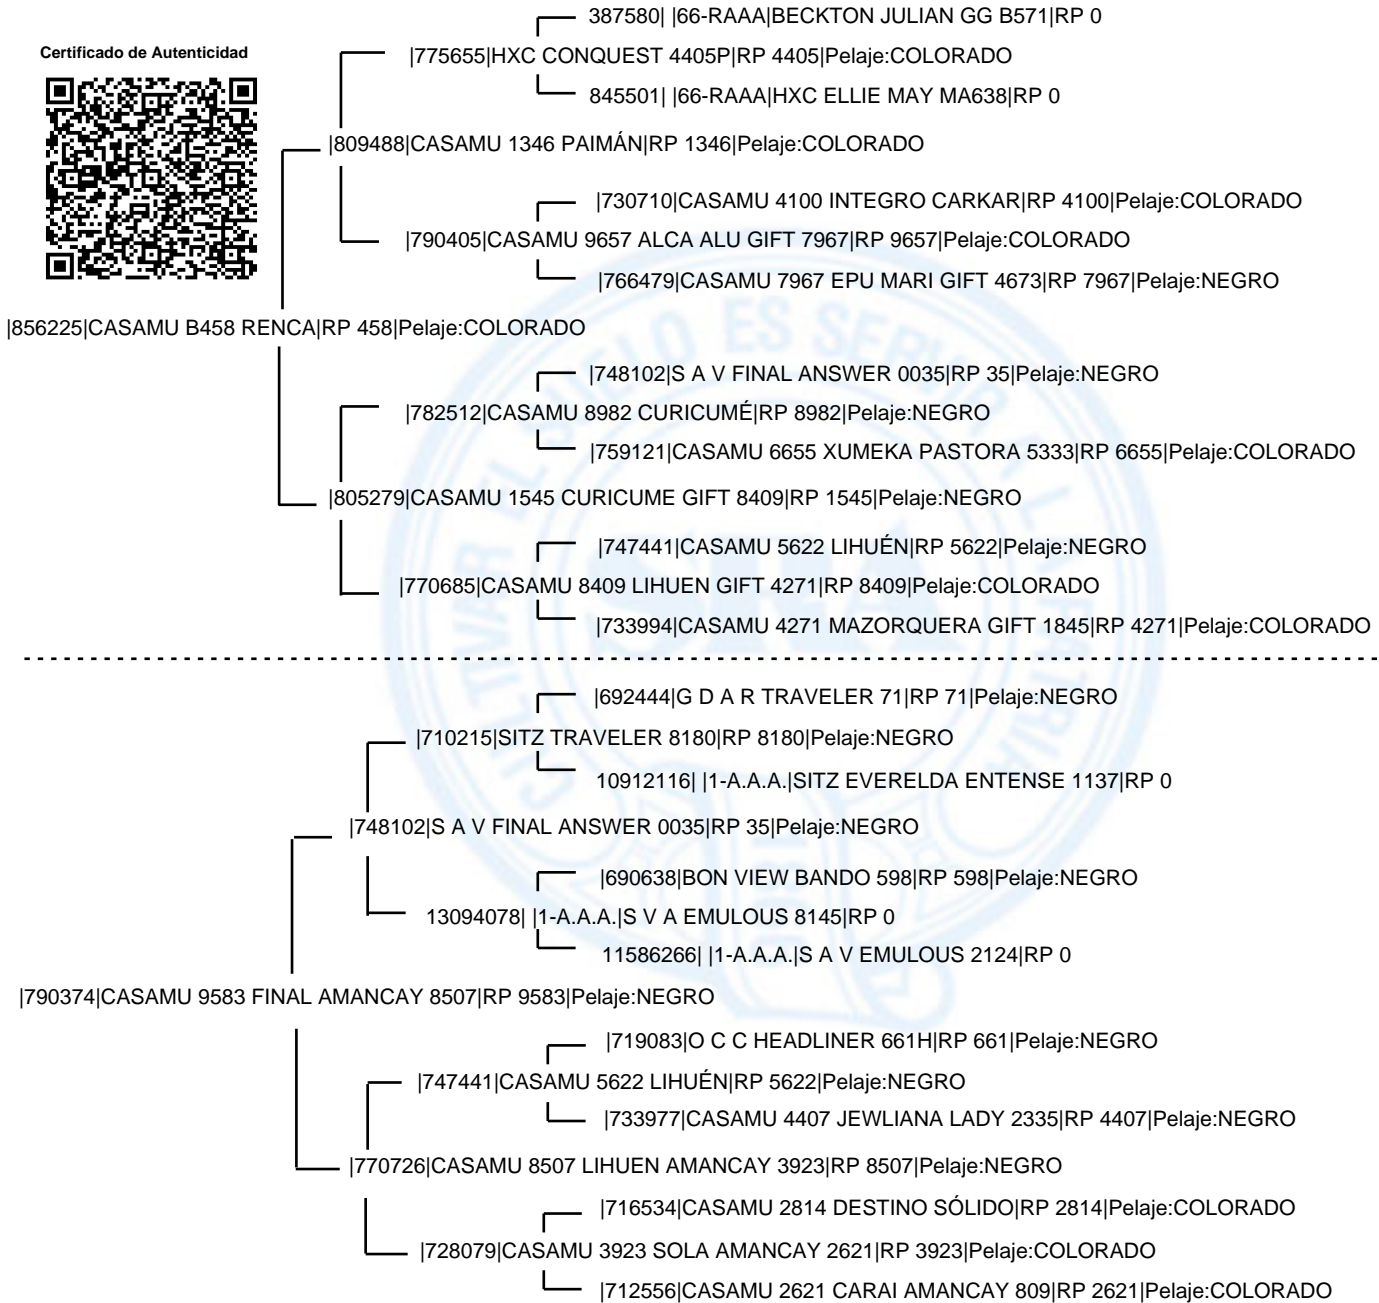 387580| |66-RAAA|BECKTON JULIAN GG B571|RP 0
Certificado de Autenticidad
|775655|HXC CONQUEST 4405P|RP 4405|Pelaje:COLORADO
845501| |66-RAAA|HXC ELLIE MAY MA638|RP 0
|809488|CASAMU 1346 PAIMÁN|RP 1346|Pelaje:COLORADO
|730710|CASAMU 4100 INTEGRO CARKAR|RP 4100|Pelaje:COLORADO
|790405|CASAMU 9657 ALCA ALU GIFT 7967|RP 9657|Pelaje:COLORADO
|766479|CASAMU 7967 EPU MARI GIFT 4673|RP 7967|Pelaje:NEGRO
|856225|CASAMU B458 RENCA|RP 458|Pelaje:COLORADO
|748102|S A V FINAL ANSWER 0035|RP 35|Pelaje:NEGRO
|782512|CASAMU 8982 CURICUMÉ|RP 8982|Pelaje:NEGRO
|759121|CASAMU 6655 XUMEKA PASTORA 5333|RP 6655|Pelaje:COLORADO
|805279|CASAMU 1545 CURICUME GIFT 8409|RP 1545|Pelaje:NEGRO
|747441|CASAMU 5622 LIHUÉN|RP 5622|Pelaje:NEGRO
|770685|CASAMU 8409 LIHUEN GIFT 4271|RP 8409|Pelaje:COLORADO
|733994|CASAMU 4271 MAZORQUERA GIFT 1845|RP 4271|Pelaje:COLORADO
|692444|G D A R TRAVELER 71|RP 71|Pelaje:NEGRO
|710215|SITZ TRAVELER 8180|RP 8180|Pelaje:NEGRO
10912116| |1-A.A.A.|SITZ EVERELDA ENTENSE 1137|RP 0
|748102|S A V FINAL ANSWER 0035|RP 35|Pelaje:NEGRO
|690638|BON VIEW BANDO 598|RP 598|Pelaje:NEGRO
13094078| |1-A.A.A.|S V A EMULOUS 8145|RP 0
11586266| |1-A.A.A.|S A V EMULOUS 2124|RP 0
|790374|CASAMU 9583 FINAL AMANCAY 8507|RP 9583|Pelaje:NEGRO
|719083|O C C HEADLINER 661H|RP 661|Pelaje:NEGRO
|747441|CASAMU 5622 LIHUÉN|RP 5622|Pelaje:NEGRO
|733977|CASAMU 4407 JEWLIANA LADY 2335|RP 4407|Pelaje:NEGRO
|770726|CASAMU 8507 LIHUEN AMANCAY 3923|RP 8507|Pelaje:NEGRO
|716534|CASAMU 2814 DESTINO SÓLIDO|RP 2814|Pelaje:COLORADO
|728079|CASAMU 3923 SOLA AMANCAY 2621|RP 3923|Pelaje:COLORADO
|712556|CASAMU 2621 CARAI AMANCAY 809|RP 2621|Pelaje:COLORADO
CULTIVAR EL SUELO ES SERVIR A LA PATRIA
SRA
1866